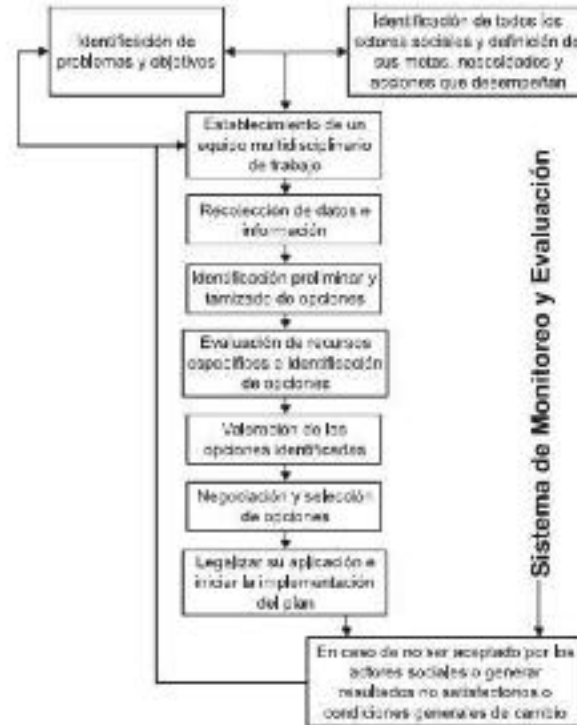 Identificación de
problemas y objetivos
Identificación de todos los
actores sociales y definición de
sus metas, necesidades y
acciones que desempeñan
Establecimiento de un
equipo multidisciplinario
de trabajo
Recolección de datos e
información
Identificación preliminar y
tamizado de opciones
Evaluación de recursos
específicos e identificación
de opciones
Valoración de las
opciones identificadas
Negociación y selección
de opciones
Legalizar su aplicación e
iniciar la implementación
del plan
Sistema de Monitoreo y Evaluación
En caso de no ser aceptado por los
actores sociales o generar
resultados no satisfactorios o
condiciones generales de cambio